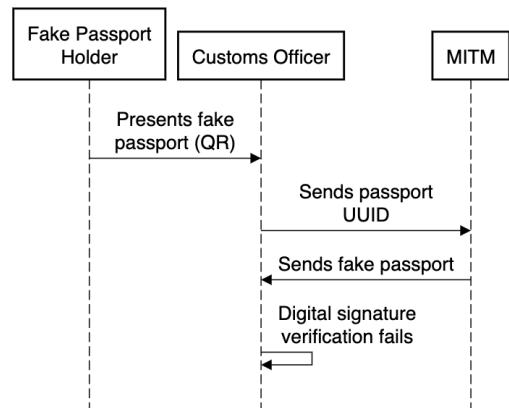 Fake Passport
Holder
Customs Officer
MITM
Presents fake
passport (QR)
Sends passport
UUID
Sends fake passport
Digital signature
verification fails